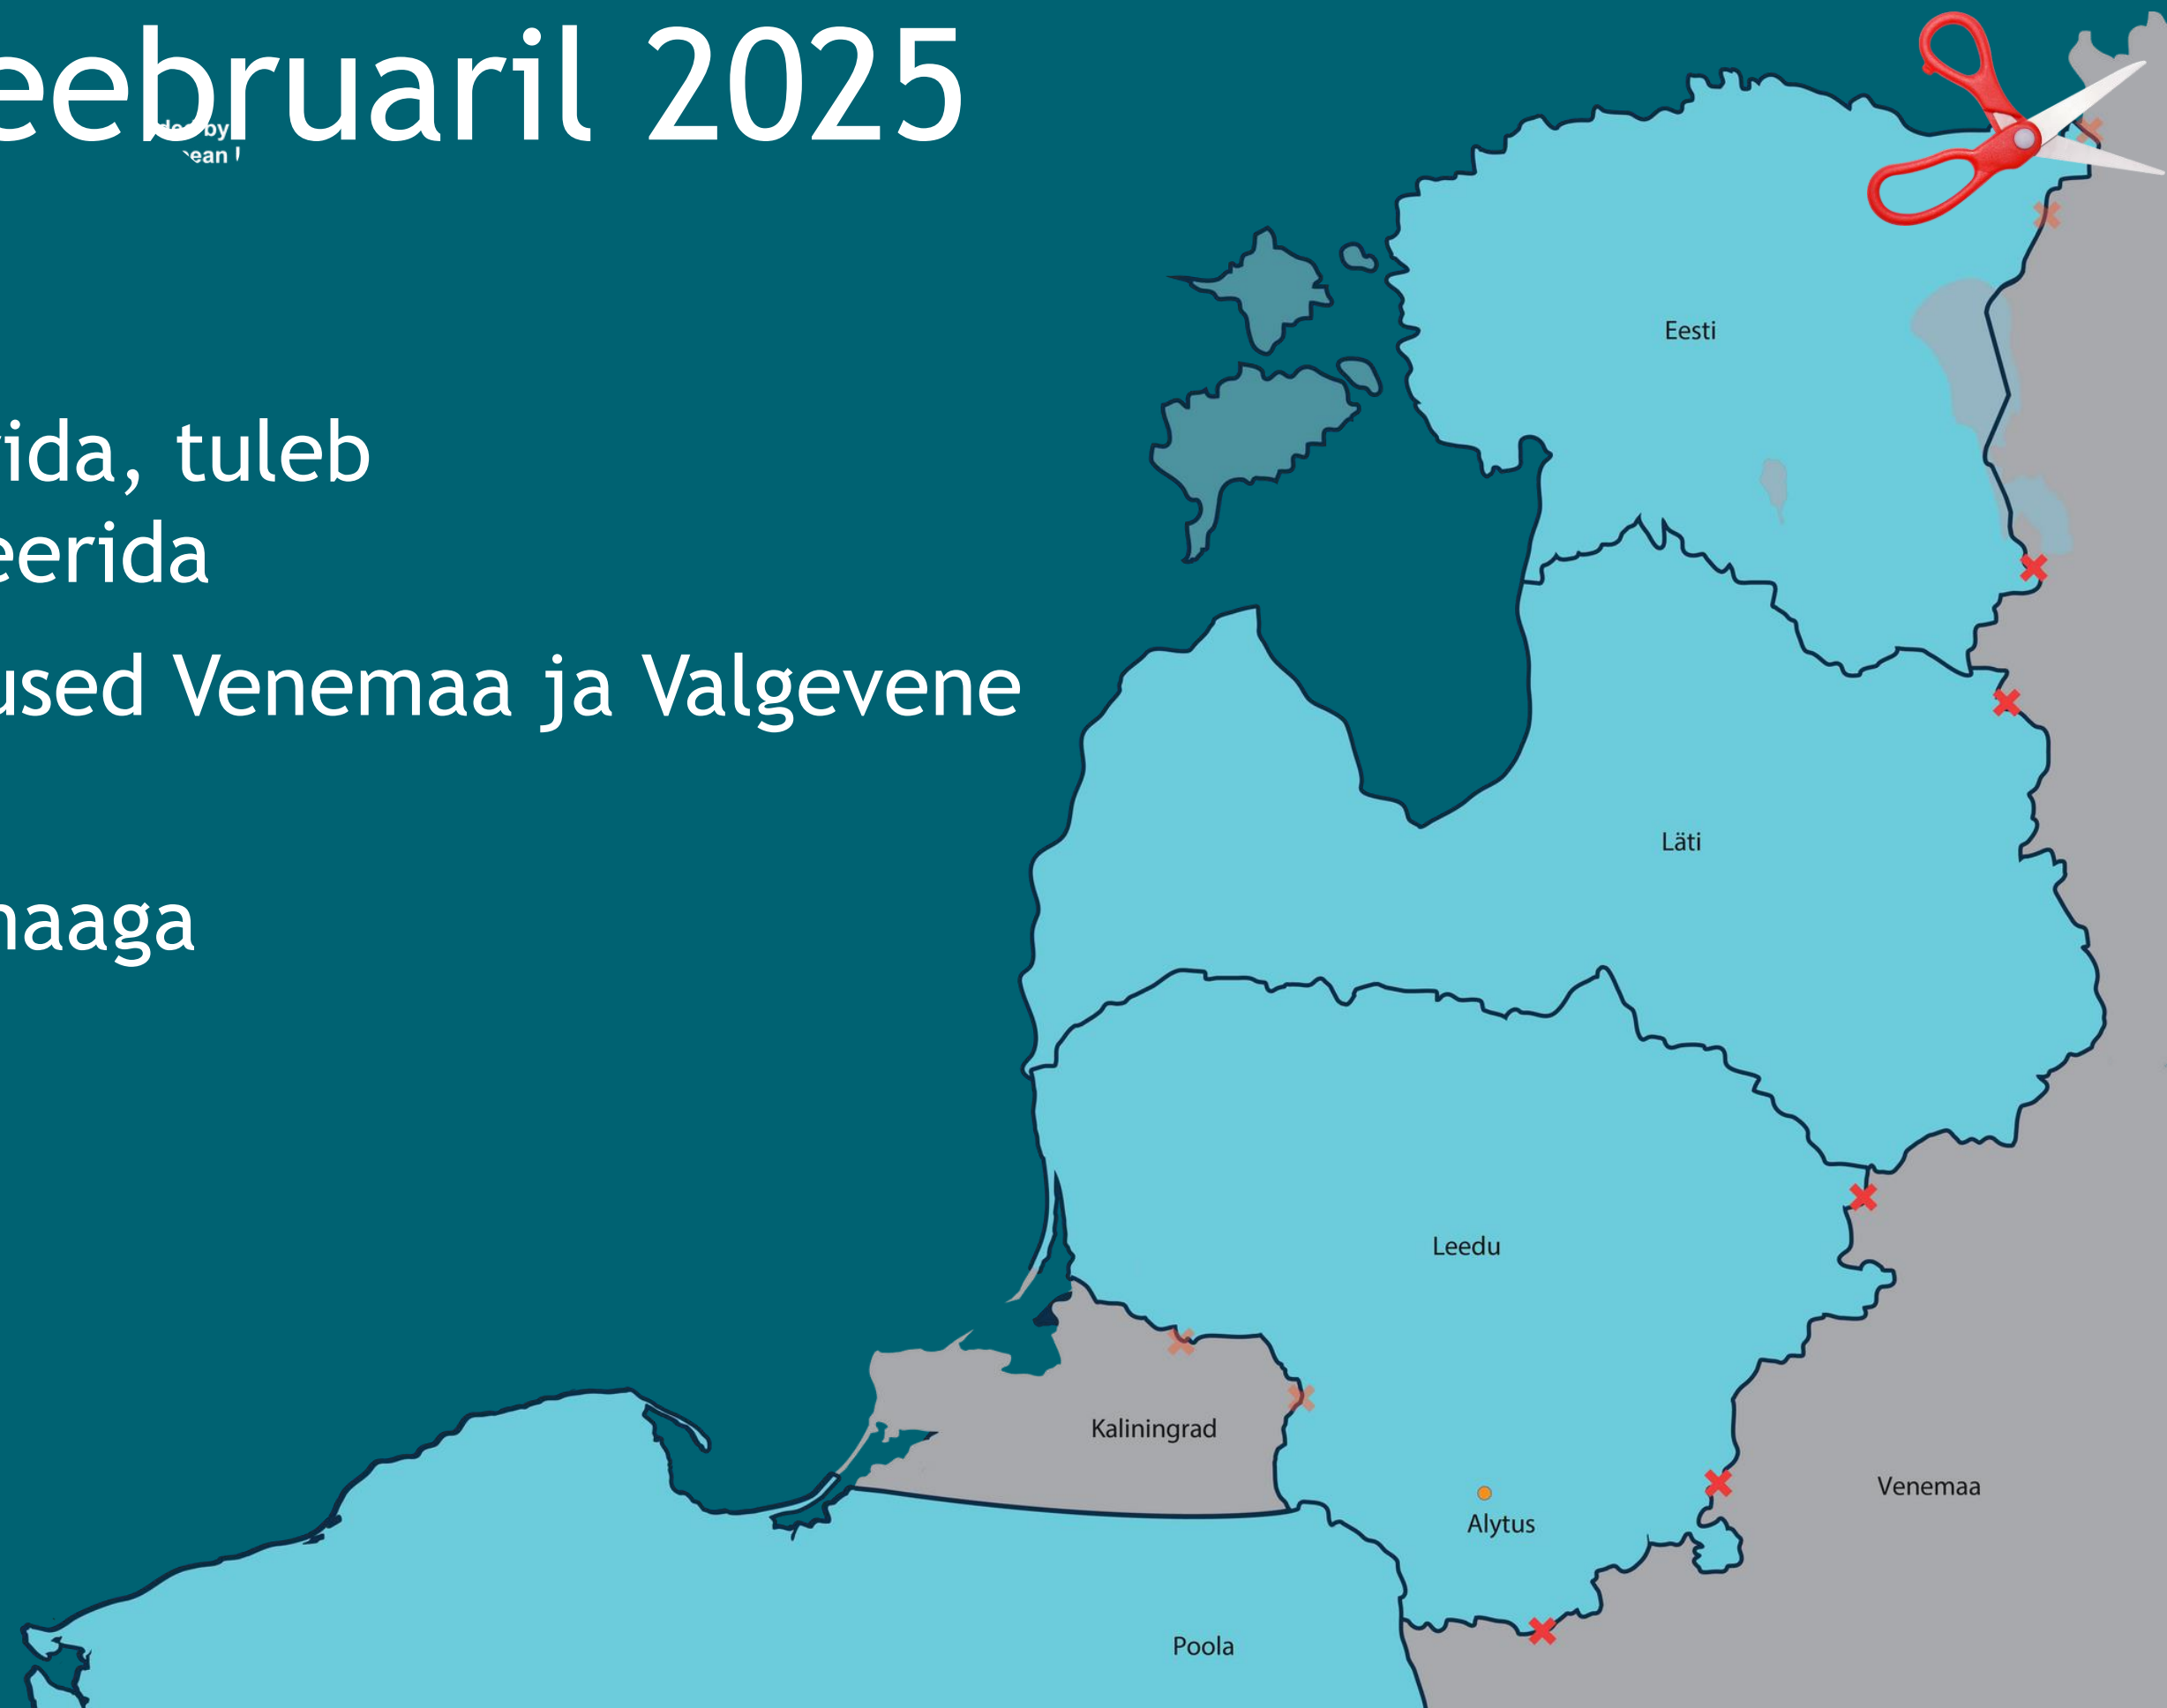 eebruaril 2025
ida, tuleb
eerida
used Venemaa ja Valgevene
naaga
Eesti
Läti
Leedu
Kaliningrad
Venemaa
Alytus
Poola